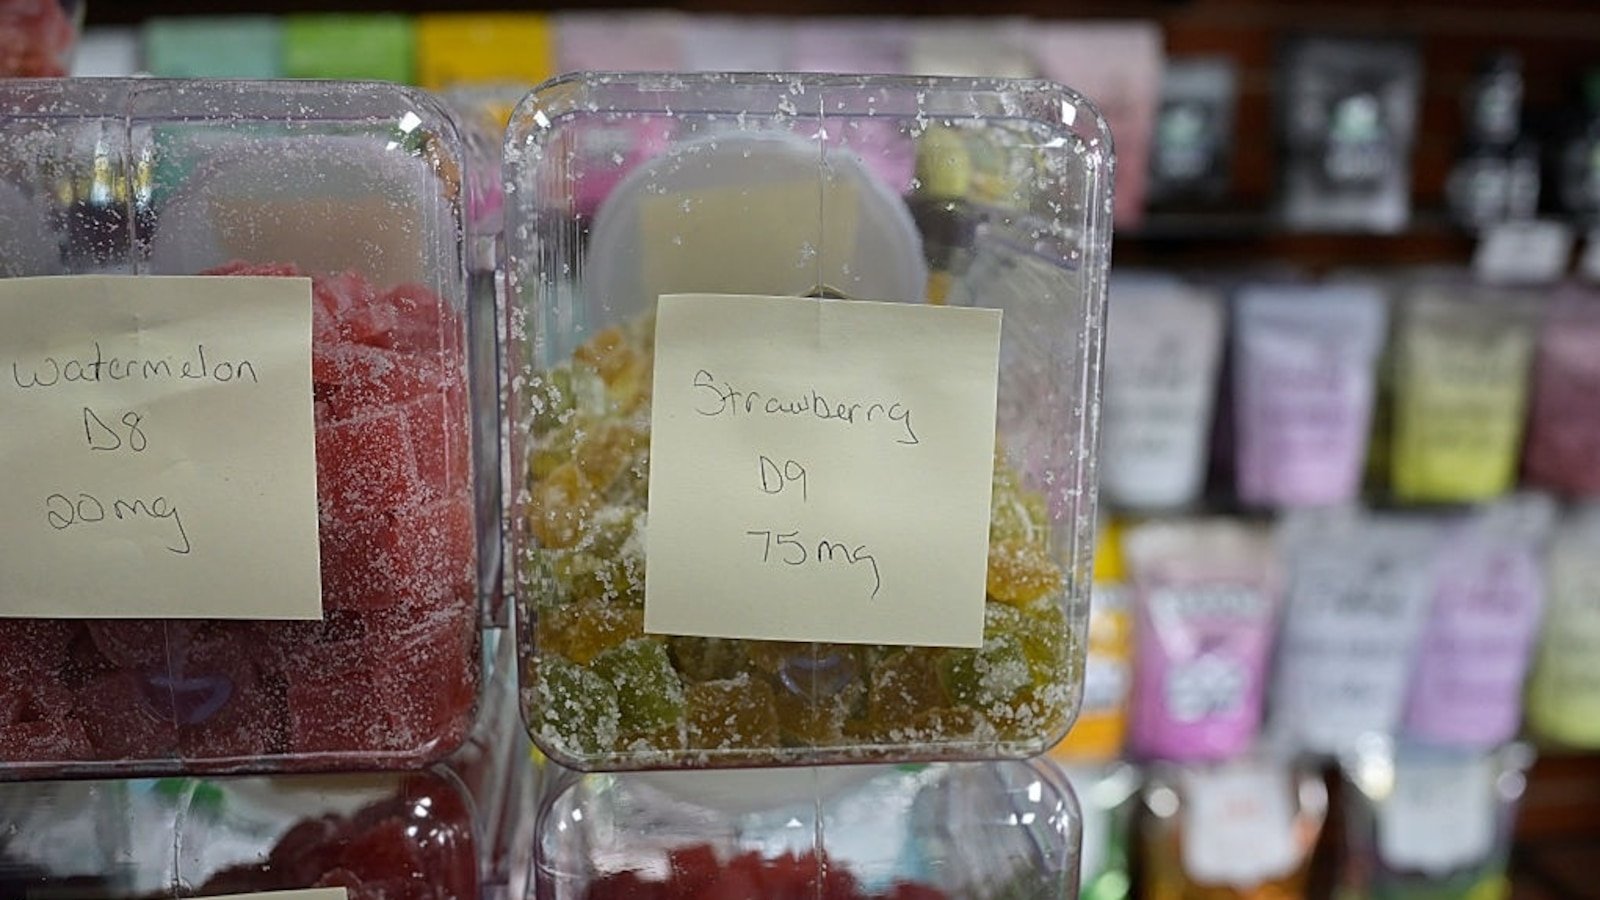 Watermelon
D8
20mg
Strawberry
D9
75mg